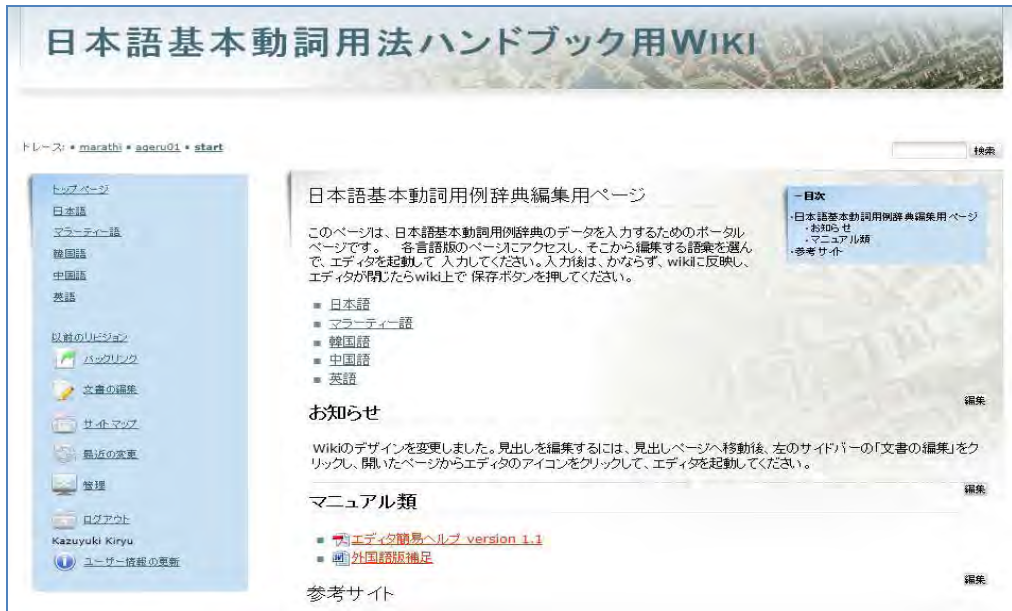 日本語基本動詞用法ハンドブック用WIKI
トレース: • marathi • ageru01 • start
検索
トップページ
日本語
マラーティー語
韓国語
中国語
英語
以前のリビジョン
バックリンク
文書の編集
サイトマップ
最近の変更
管理
ログアウト
Kazuyuki Kiryu
ユーザー情報の更新
日本語基本動詞用例辞典編集用ページ
このページは、日本語基本動詞用例辞典のデータを入力するためのポータル
ページです。 各言語版のページにアクセスし、そこから編集する語彙を選ん
で、エディタを起動して 入力してください。入力後は、かならず、wikiに反映し、
エディタが閉じたらwiki上で 保存ボタンを押してください。
日本語
マラーティー語
韓国語
中国語
英語
- 目次
・日本語基本動詞用例辞典編集用ページ
・お知らせ
・マニュアル類
・参考サイト
編集
お知らせ
Wikiのデザインを変更しました。見出しを編集するには、見出しページへ移動後、左のサイドバーの「文書の編集」をク
リックし、開いたページからエディタのアイコンをクリックして、エディタを起動してください。
編集
マニュアル類
エディタ簡易ヘルプ version 1.1
外国語版補足
編集
参考サイト